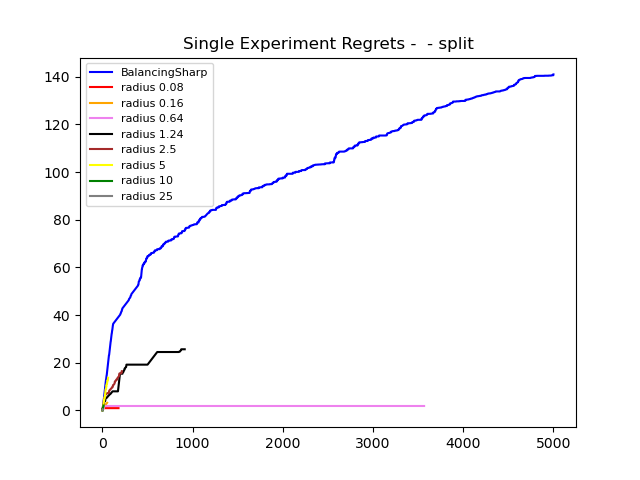 Single Experiment Regrets -  - split
BalancingSharp
radius 0.08
radius 0.16
radius 0.64
radius 1.24
radius 2.5
radius 5
radius 10
radius 25
140
120
100
80
60
40
20
0
0 1000 2000 3000 4000 5000